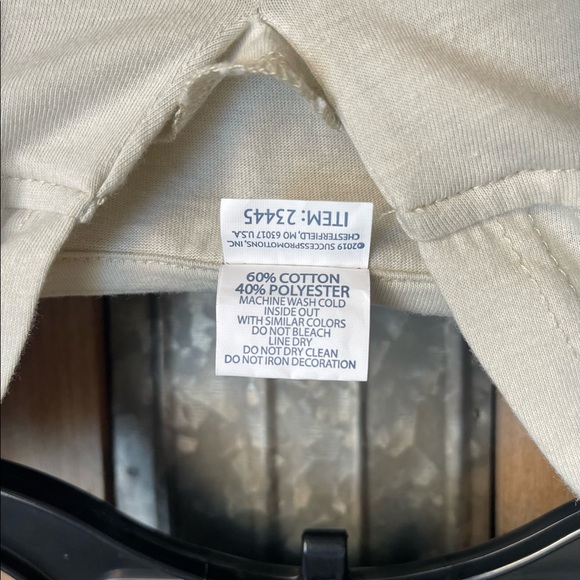 ©2019 SUCCESSPROMOTIONS, INC.
CHESTERFIELD, MO 63017 U.S.A.
ITEM: 23445
60% COTTON
40% POLYESTER
MACHINE WASH COLD
INSIDE OUT
WITH SIMILAR COLORS
DO NOT BLEACH
LINE DRY
DO NOT DRY CLEAN
DO NOT IRON DECORATION